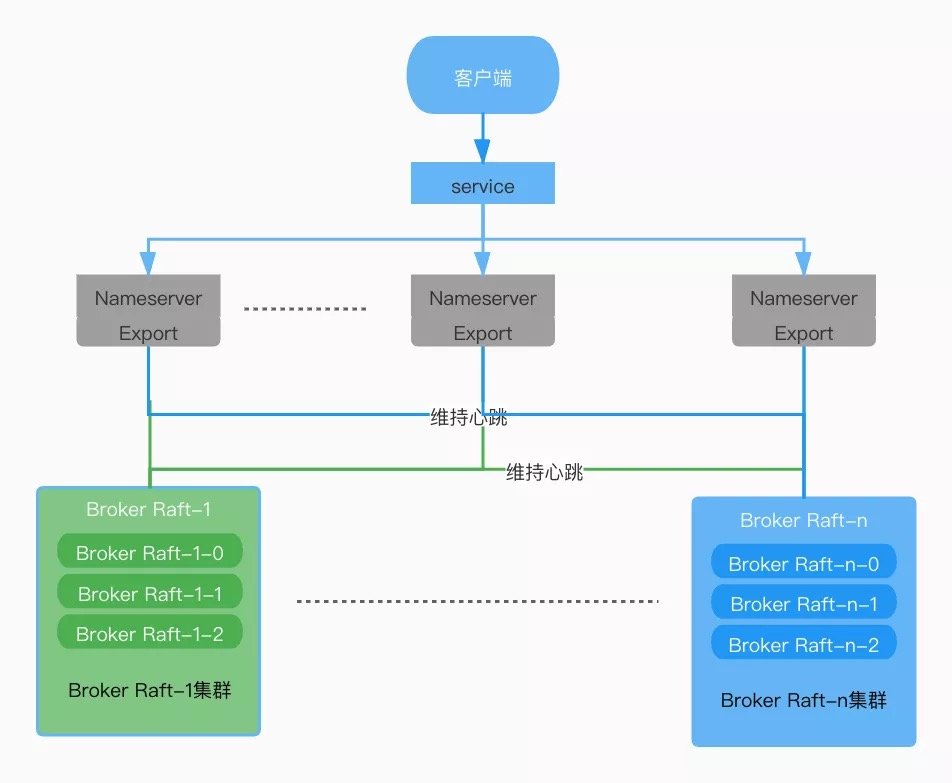 客户端
service
Nameserver
Export
Nameserver
Export
Nameserver
Export
维持心跳
维持心跳
Broker Raft-1
Broker Raft-1-0
Broker Raft-1-1
Broker Raft-1-2
Broker Raft-1集群
Broker Raft-n
Broker Raft-n-0
Broker Raft-n-1
Broker Raft-n-2
Broker Raft-n集群